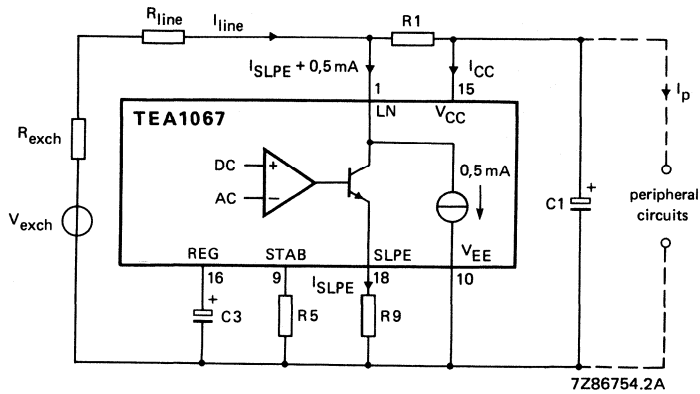 Rline
Iline
R1
ISLPE + 0,5 mA
ICC
1
15
Ip
TEA1067
LN
VCC
Rexch
DC
+
AC
−
0,5 mA
C1
+
peripheral
circuits
Vexch
REG
STAB
SLPE
VEE
16
9
ISLPE
18
10
+
C3
R5
R9
7Z86754.2A